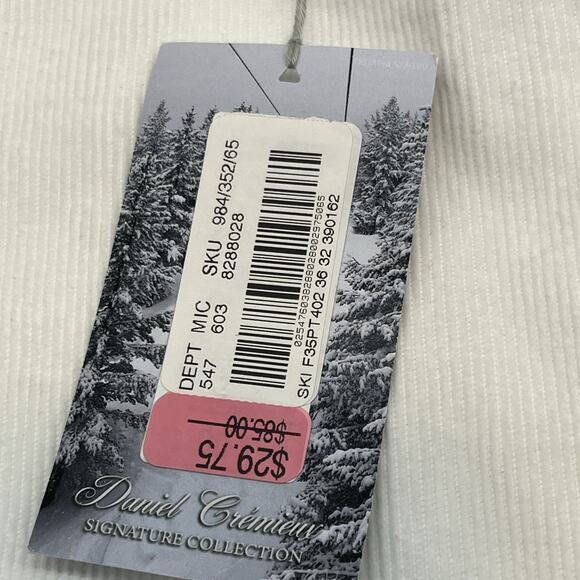 DEPT MIC SKU 984/352/65
547 603 8288028
025476038288028002975065
SKI F35PT402 36 32 390162
$85.00
$29.75
Daniel Crémieux
SIGNATURE COLLECTION